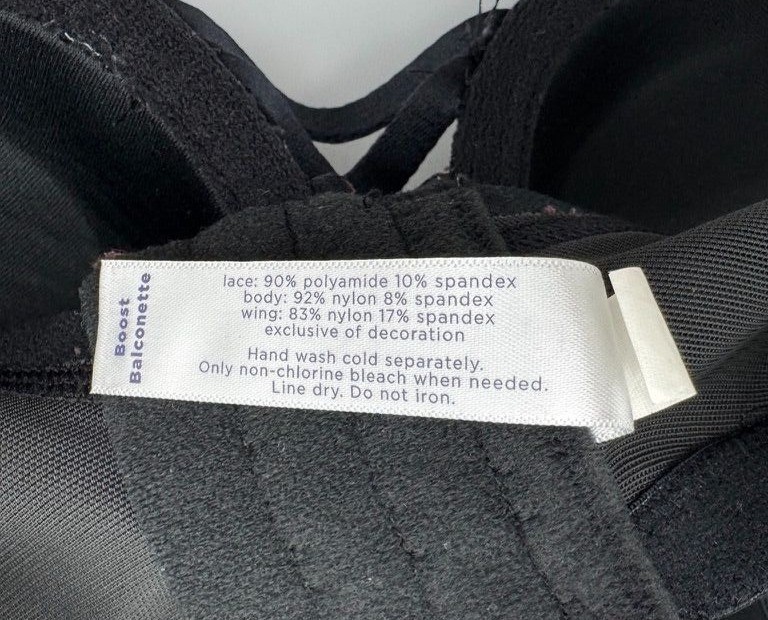 Boost
Balconette
lace: 90% polyamide 10% spandex
body: 92% nylon 8% spandex
wing: 83% nylon 17% spandex
exclusive of decoration
Hand wash cold separately.
Only non-chlorine bleach when needed.
Line dry. Do not iron.